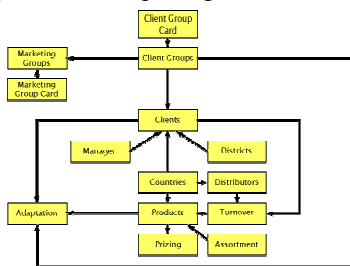 Client Group
Card
Marketing
Groups
Client Groups
Marketing
Group Card
Clients
Manager
Districts
Countries
Distributors
Adaptation
Products
Turnover
Prizing
Assortment